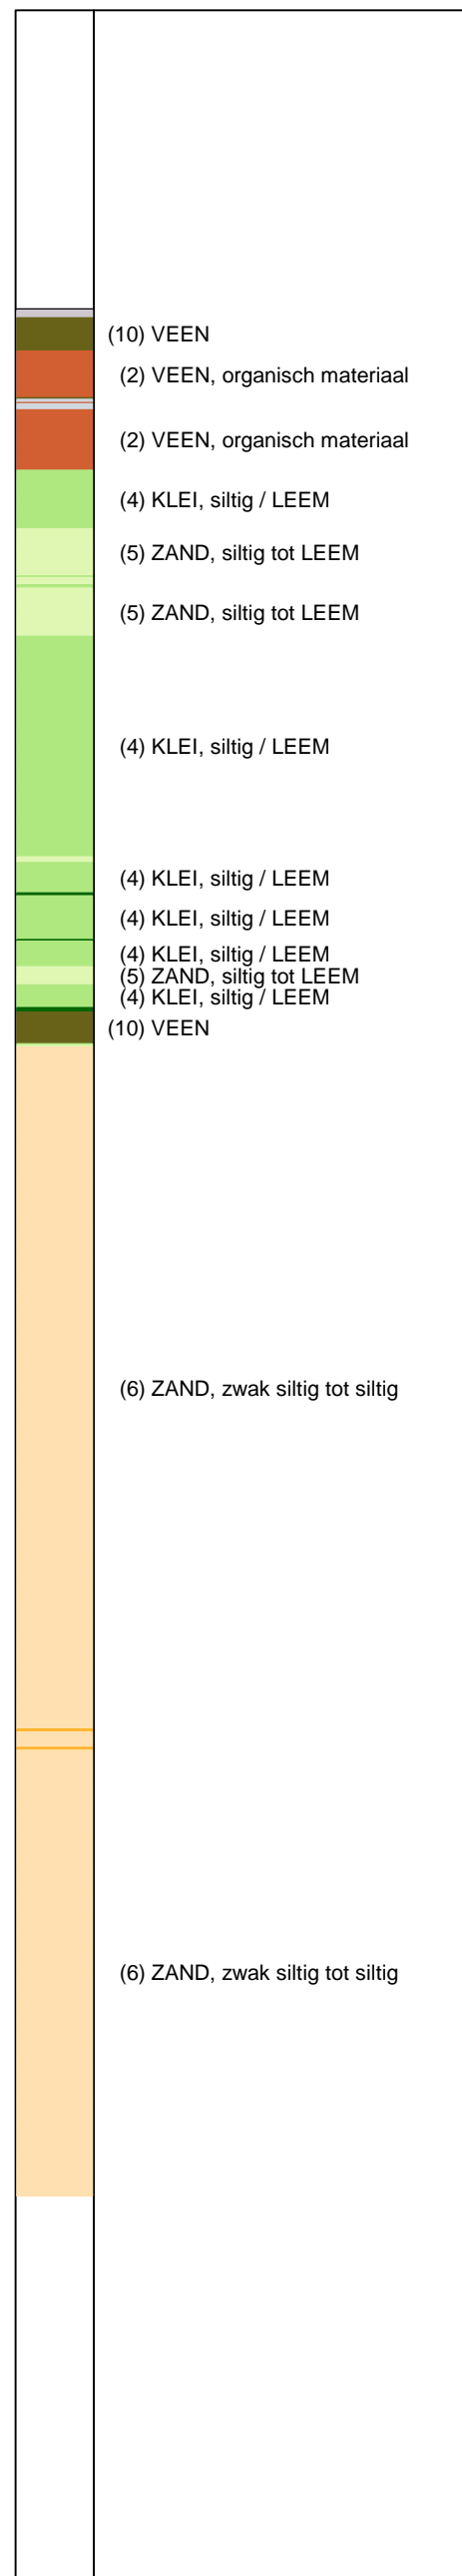 (10) VEEN
(2) VEEN, organisch materiaal
(2) VEEN, organisch materiaal
(4) KLEI, siltig / LEEM
(5) ZAND, siltig tot LEEM
(5) ZAND, siltig tot LEEM
(4) KLEI, siltig / LEEM
(4) KLEI, siltig / LEEM
(4) KLEI, siltig / LEEM
(4) KLEI, siltig / LEEM
(5) ZAND, siltig tot LEEM
(4) KLEI, siltig / LEEM
(10) VEEN
(6) ZAND, zwak siltig tot siltig
(6) ZAND, zwak siltig tot siltig